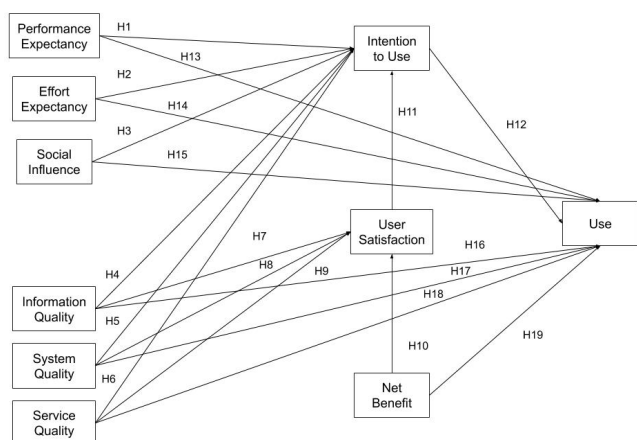 Performance
Expectancy
H1
Intention
to Use
H13
H2
Effort
Expectancy
H14
H11
H12
H3
Social
Influence
H15
User
Satisfaction
Use
H7
H16
H8
H9
H17
H4
H18
Information
Quality
H5
H19
H10
System
Quality
H6
Net
Benefit
Service
Quality